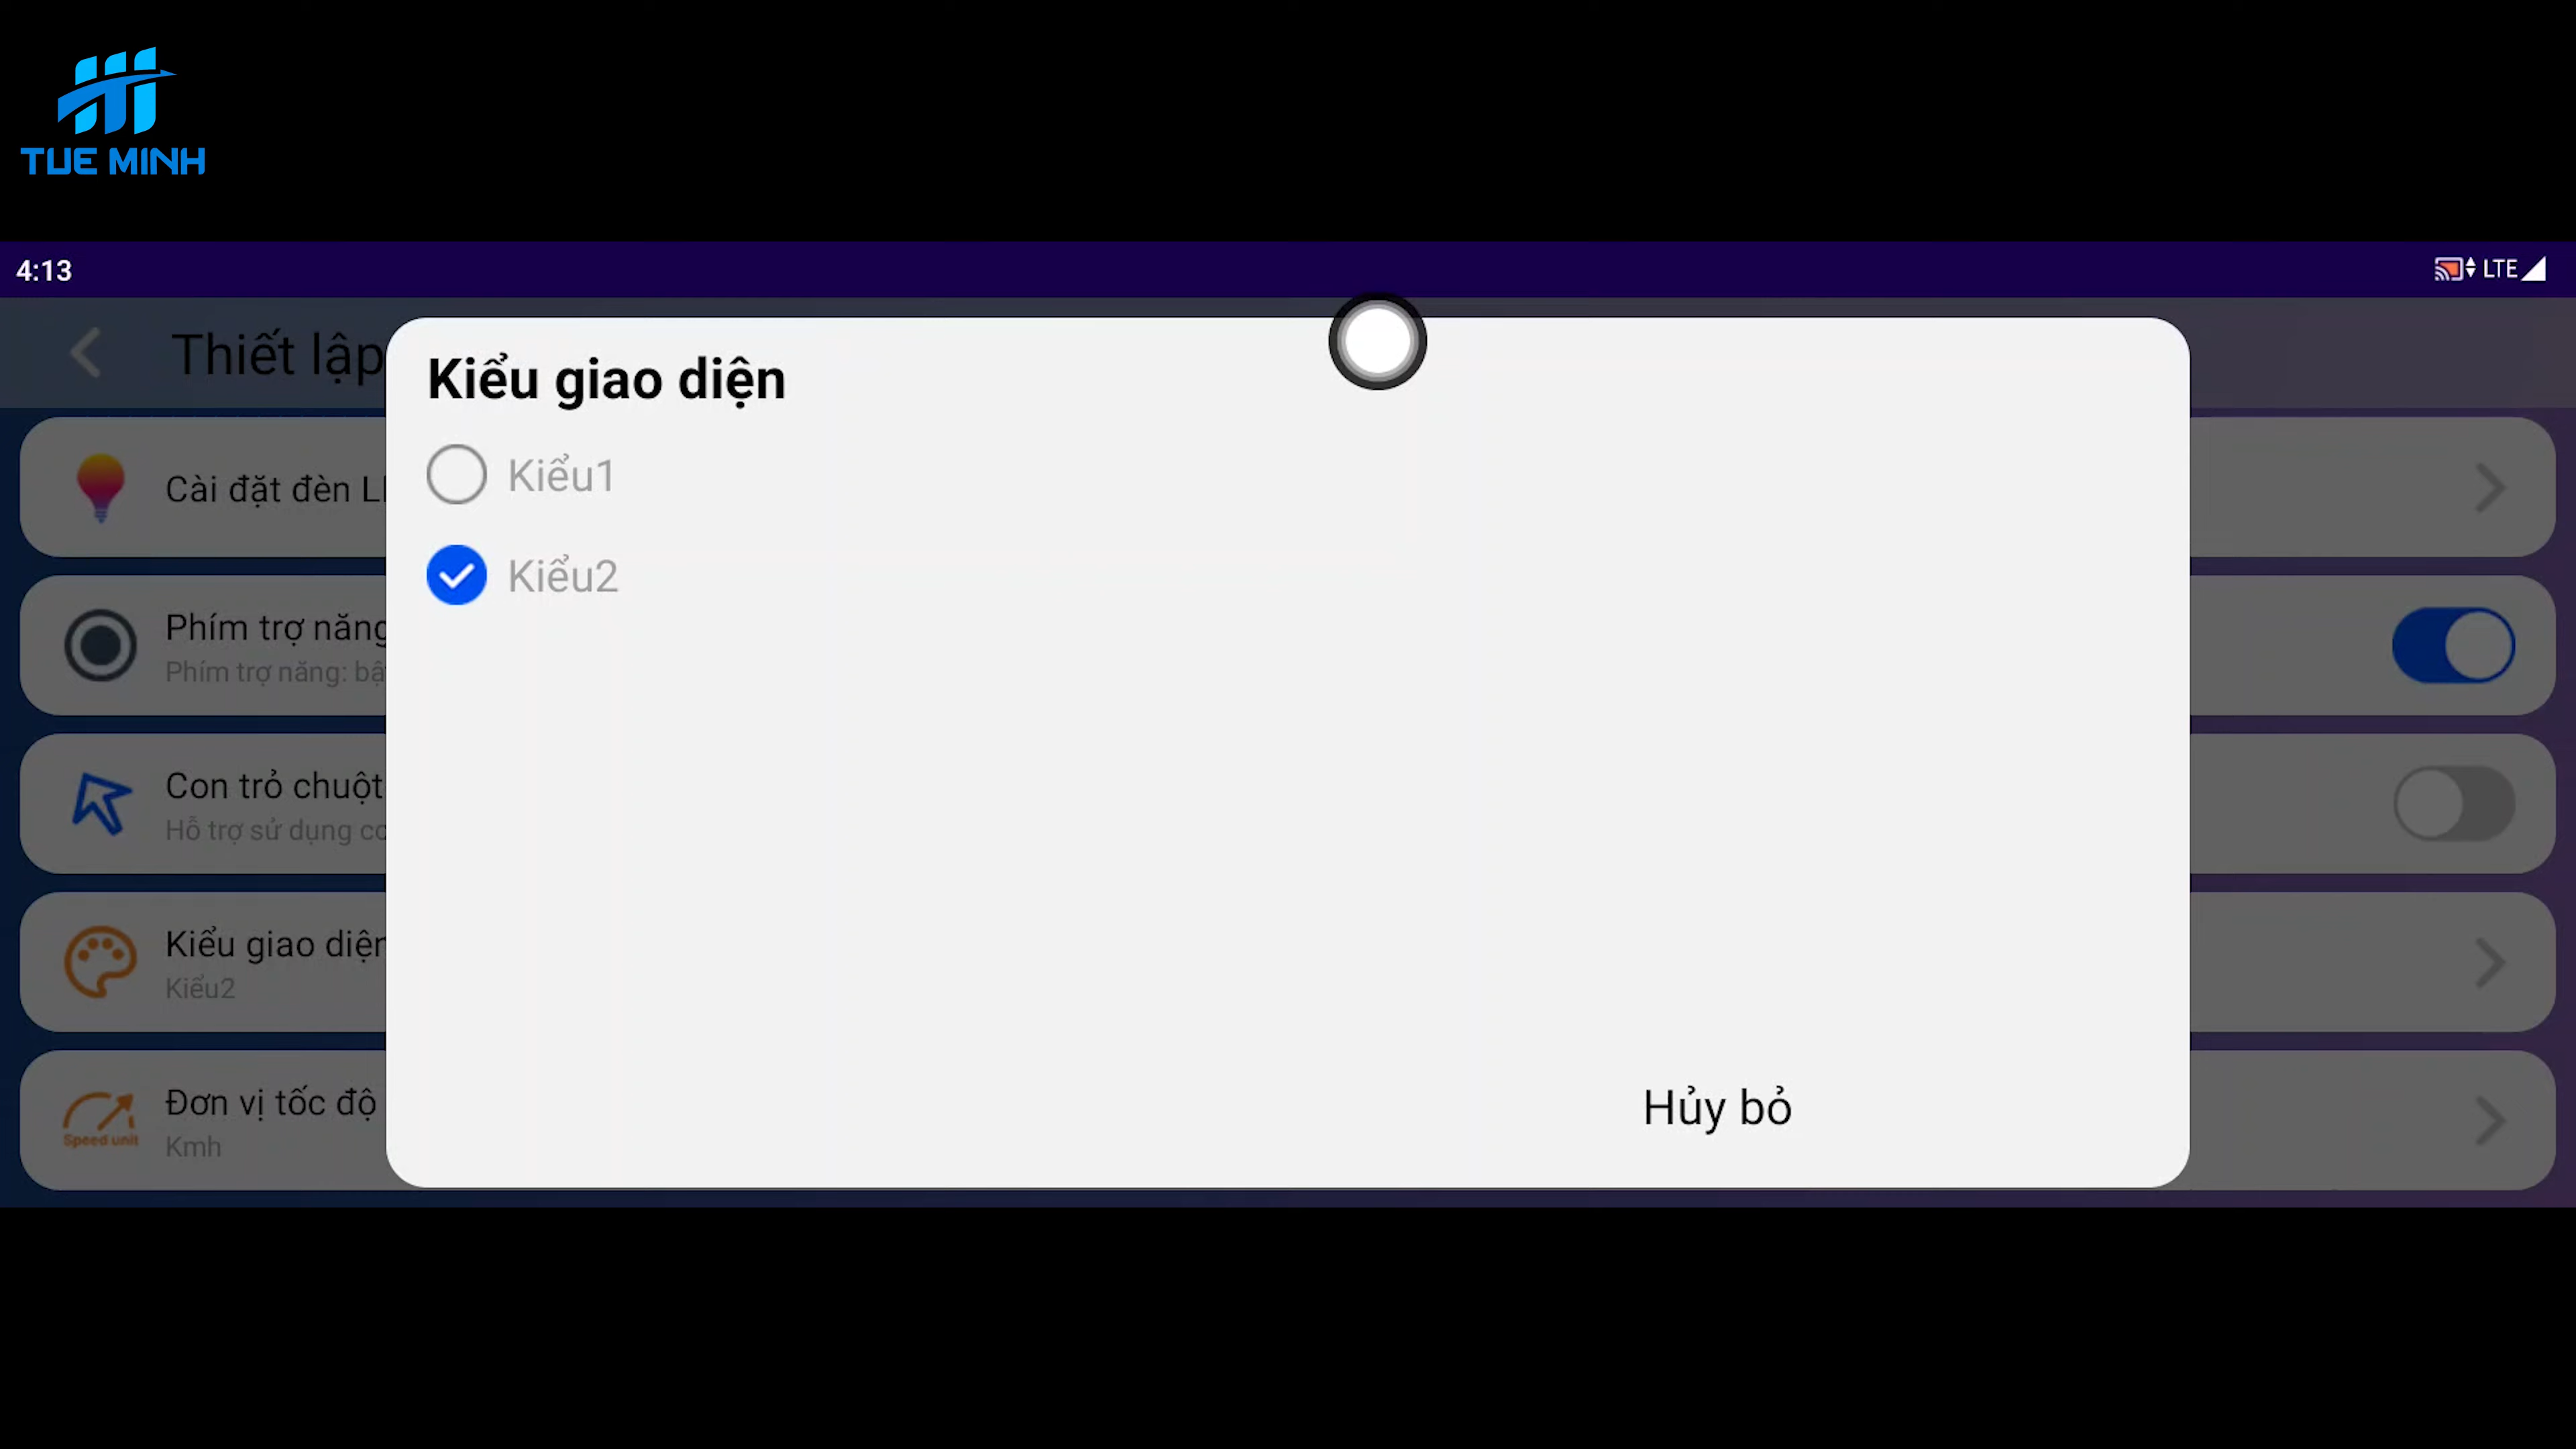 TUE MINH
4:13
LTE
Thiết lập
Kiểu giao diện
Kiểu1
Kiểu2
Cài đặt đèn
Phím trợ năng
Phím trợ năng:
Con trỏ chuột
Hỗ trợ sử dụng
Kiểu giao diện
Kiểu2
Đơn vị tốc độ
Speed unit
Kmh
Hủy bỏ